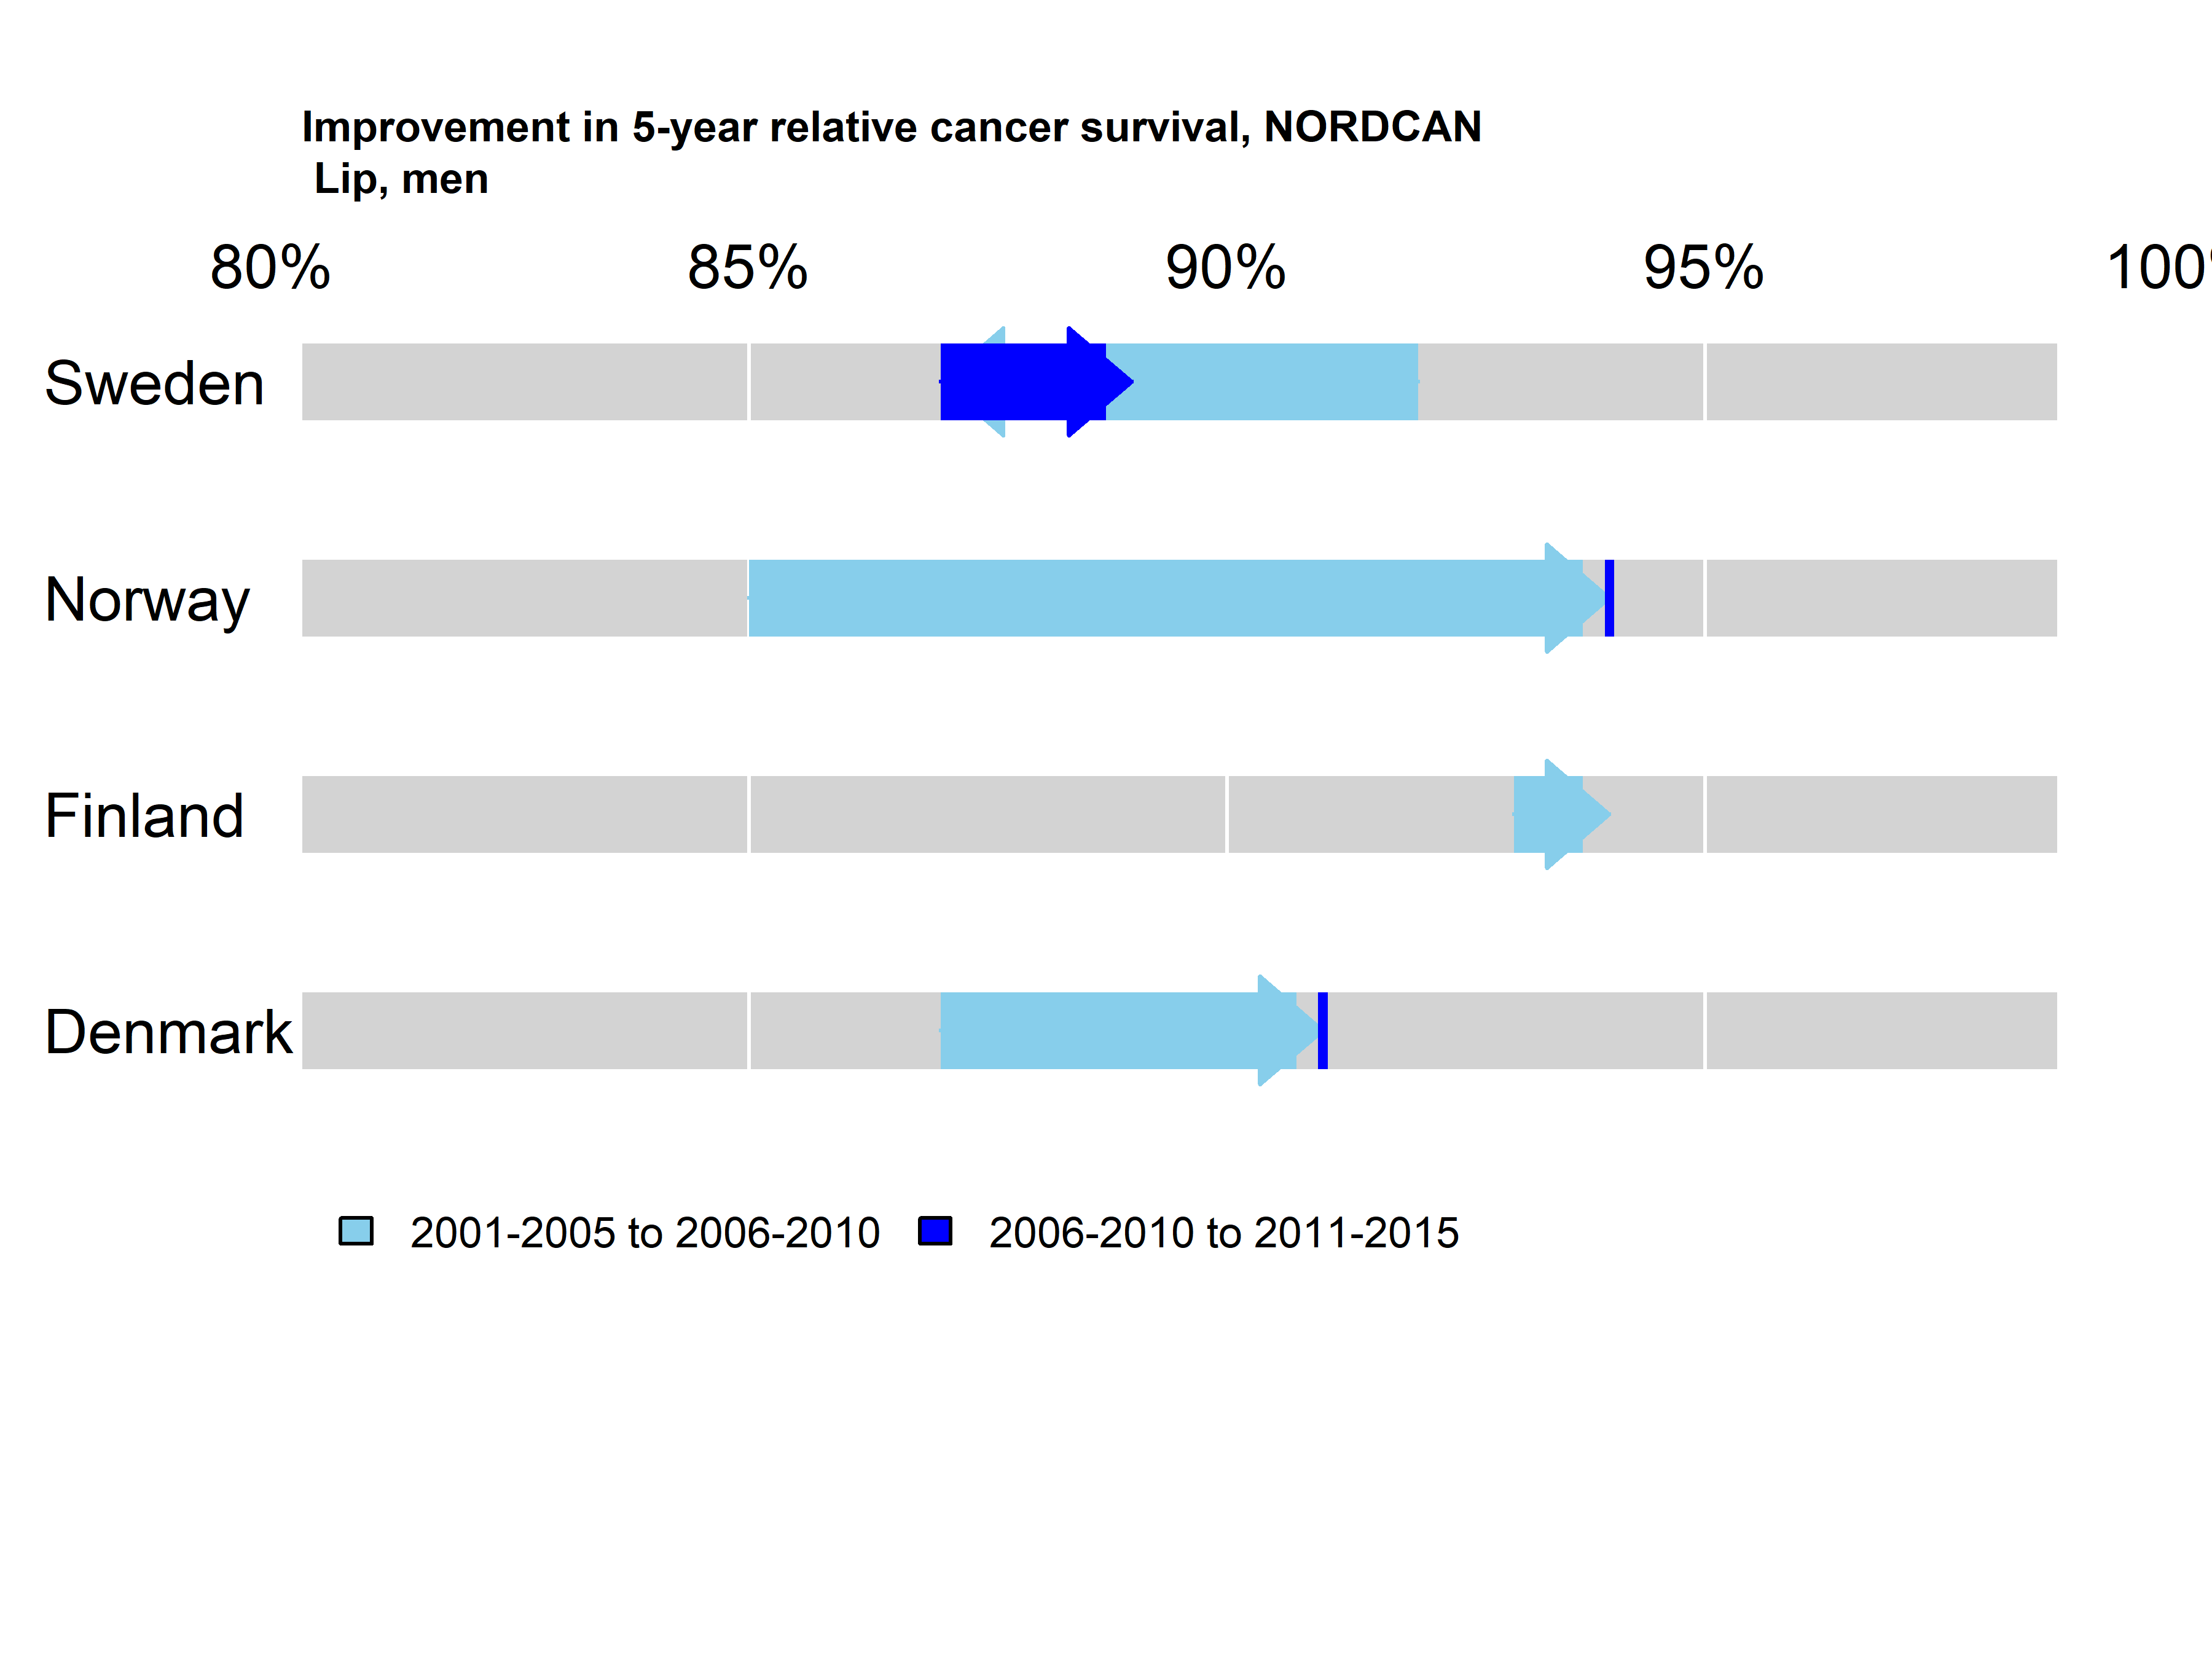 Improvement in 5-year relative cancer survival, NORDCAN
Lip, men
80% 85% 90% 95% 100
Sweden
Norway
Finland
Denmark
2001-2005 to 2006-2010 2006-2010 to 2011-2015